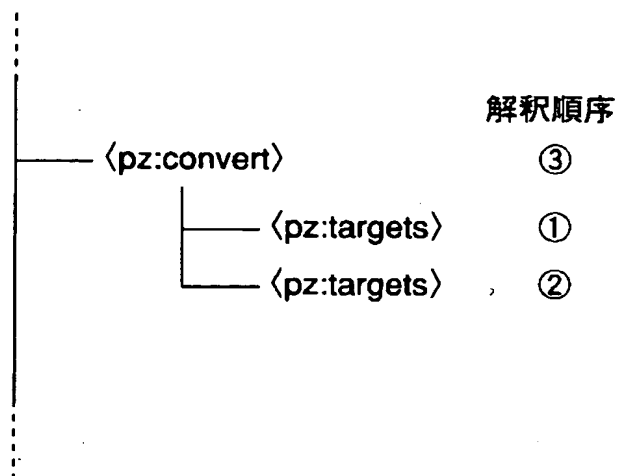 解釈順序
〈pz:convert〉 ③
〈pz:targets〉 ①
〈pz:targets〉 ②